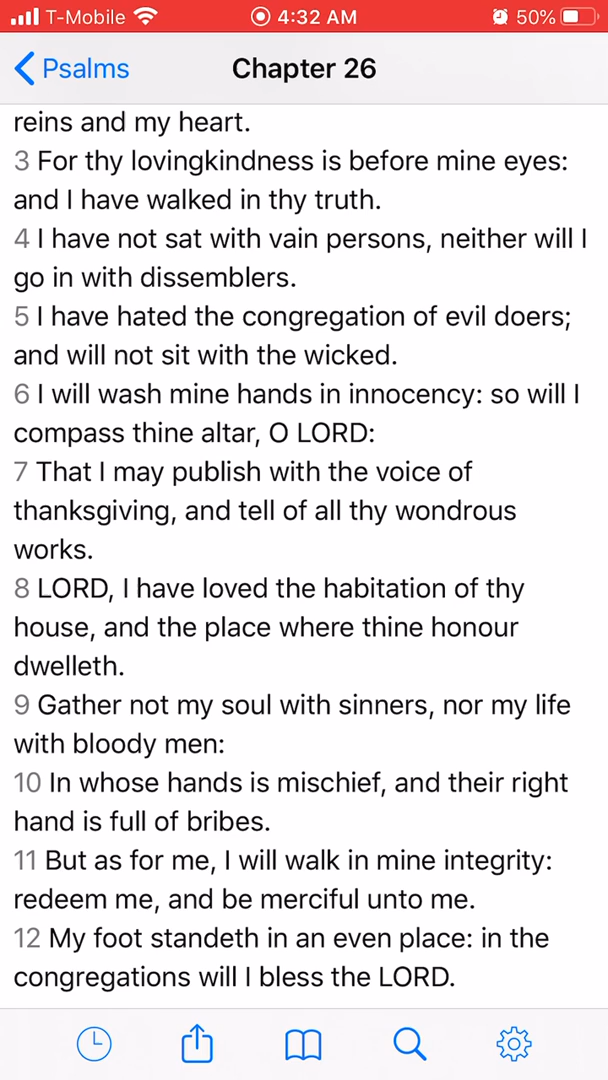 T-Mobile 4:32 AM 50%
Psalms Chapter 26
reins and my heart.
3 For thy lovingkindness is before mine eyes:
and I have walked in thy truth.
4 I have not sat with vain persons, neither will I
go in with dissemblers.
5 I have hated the congregation of evil doers;
and will not sit with the wicked.
6 I will wash mine hands in innocency: so will I
compass thine altar, O LORD:
7 That I may publish with the voice of
thanksgiving, and tell of all thy wondrous
works.
8 LORD, I have loved the habitation of thy
house, and the place where thine honour
dwelleth.
9 Gather not my soul with sinners, nor my life
with bloody men:
10 In whose hands is mischief, and their right
hand is full of bribes.
11 But as for me, I will walk in mine integrity:
redeem me, and be merciful unto me.
12 My foot standeth in an even place: in the
congregations will I bless the LORD.